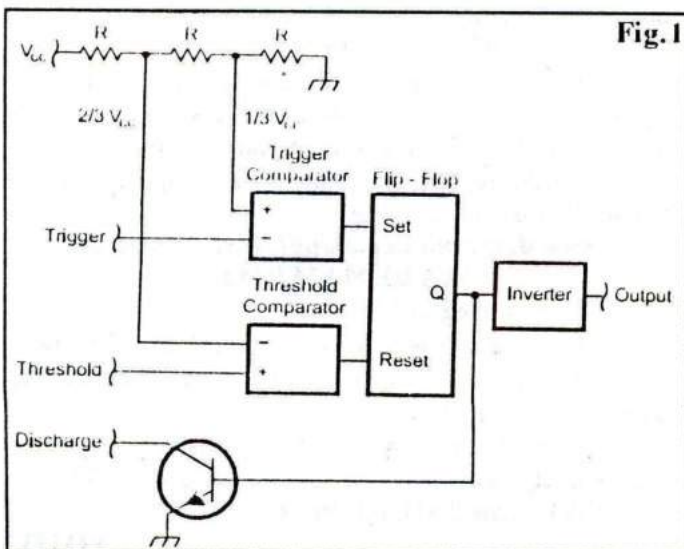 Fig.1
R R R
Vcc
2/3 Vcc 1/3 Vcc
Trigger
Comparator
Flip - Flop
+
-
Set
Trigger
Threshold
Comparator
Q
Inverter
Output
-
+
Reset
Threshold
Discharge